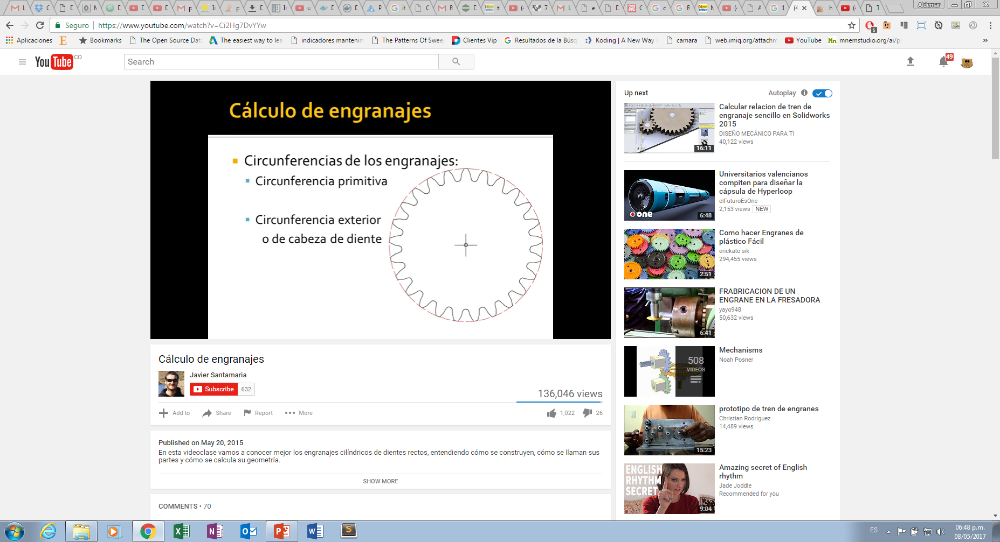 Aldemar
Seguro
https://www.youtube.com/watch?v=Ci2Hg7DvYYw
5
Aplicaciones
Bookmarks
The Open Source Dat
The easiest way to lea
indicadores mantenim
The Patterns Of Sweep
Clientes Vip
Resultados de la Búsq
Koding | A New Way
camara
web.imiq.org/attachm
YouTube
mnemstudio.org/ai/p
»
YouTube CO
Search
49
Cálculo de engranajes
Circunferencias de los engranajes:
Circunferencia primitiva
Circunferencia exterior
o de cabeza de diente
Cálculo de engranajes
Javier Santamaria
Subscribe 632
136,046 views
Add to
Share
Report
More
1,022
26
Published on May 20, 2015
En esta videoclase vamos a conocer mejor los engranajes cilíndricos de dientes rectos, entendiendo cómo se construyen, cómo se llaman sus
partes y cómo se calcula su geometría.
SHOW MORE
COMMENTS • 70
Up next
Autoplay
16:11
Calcular relacion de tren de
engranaje sencillo en Solidworks
2015
DISEÑO MECÁNICO PARA TI
40,122 views
one
6:48
Universitarios valencianos
compiten para diseñar la
cápsula de Hyperloop
elFuturoEsOne
2,153 views NEW
2:51
Como hacer Engranes de
plástico Fácil
erickato sik
294,455 views
6:41
FRABRICACION DE UN
ENGRANE EN LA FRESADORA
yayo948
50,632 views
508
VIDEOS
Mechanisms
Noah Posner
15:23
prototipo de tren de engranes
Christian Rodriguez
14,489 views
ENGLISH
RHYTHM
SECRET
9:04
Amazing secret of English
rhythm
Jade Joddle
Recommended for you
ES
06:48 p.m.
08/05/2017